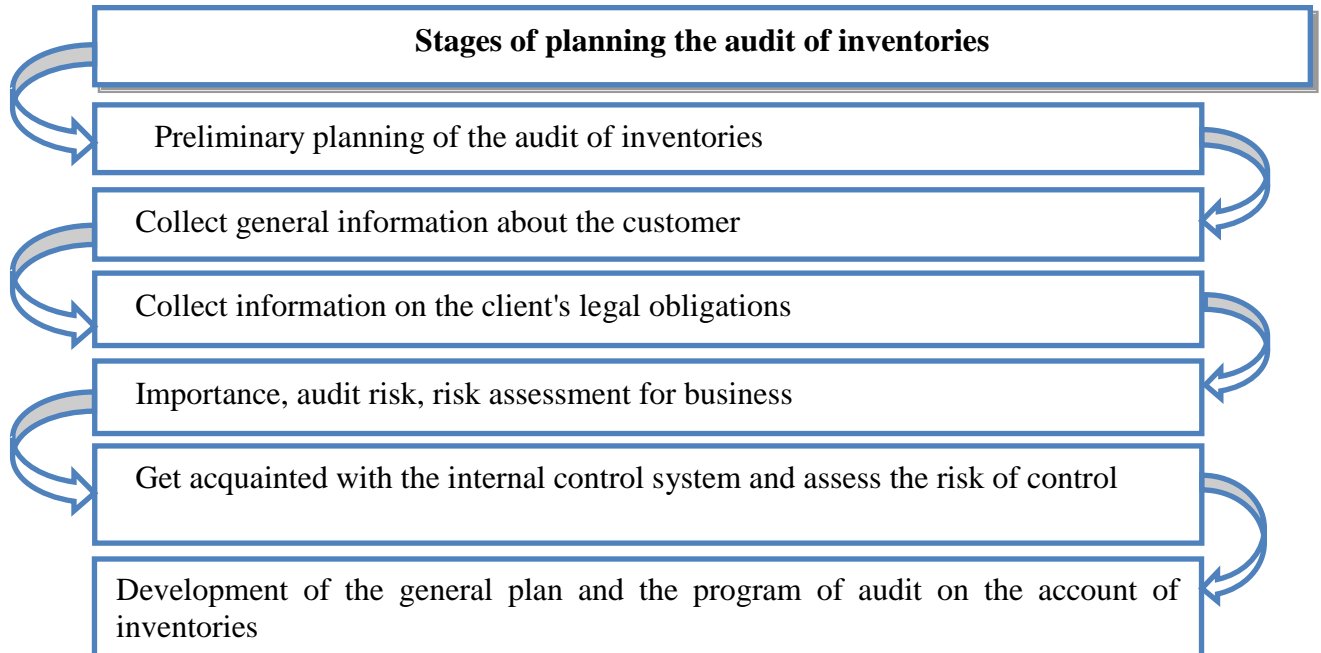 Stages of planning the audit of inventories
Preliminary planning of the audit of inventories
Collect general information about the customer
Collect information on the client's legal obligations
Importance, audit risk, risk assessment for business
Get acquainted with the internal control system and assess the risk of control
Development of the general plan and the program of audit on the account of
inventories